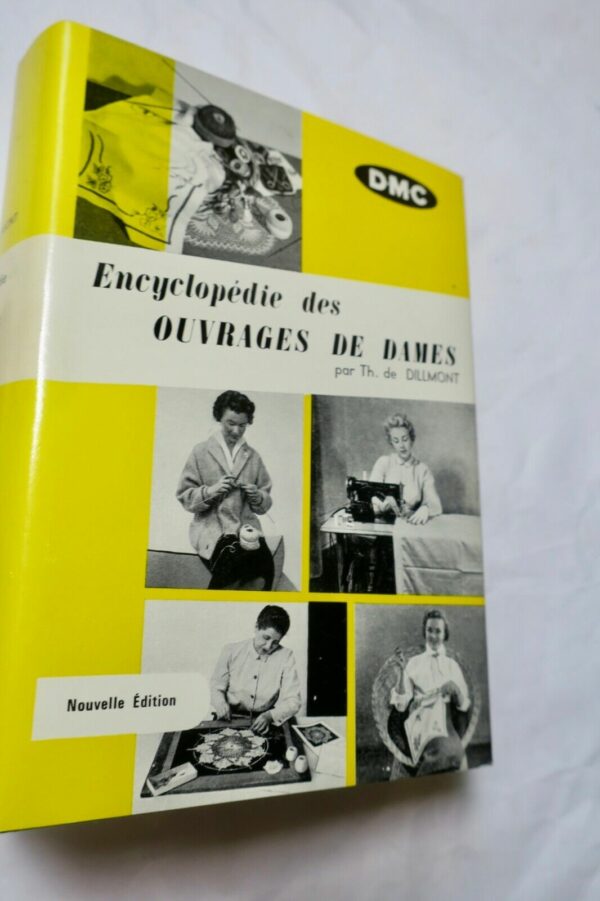 DMC
Encyclopédie des
OUVRAGES DE DAMES
par Th. de DILLMONT
Nouvelle Édition